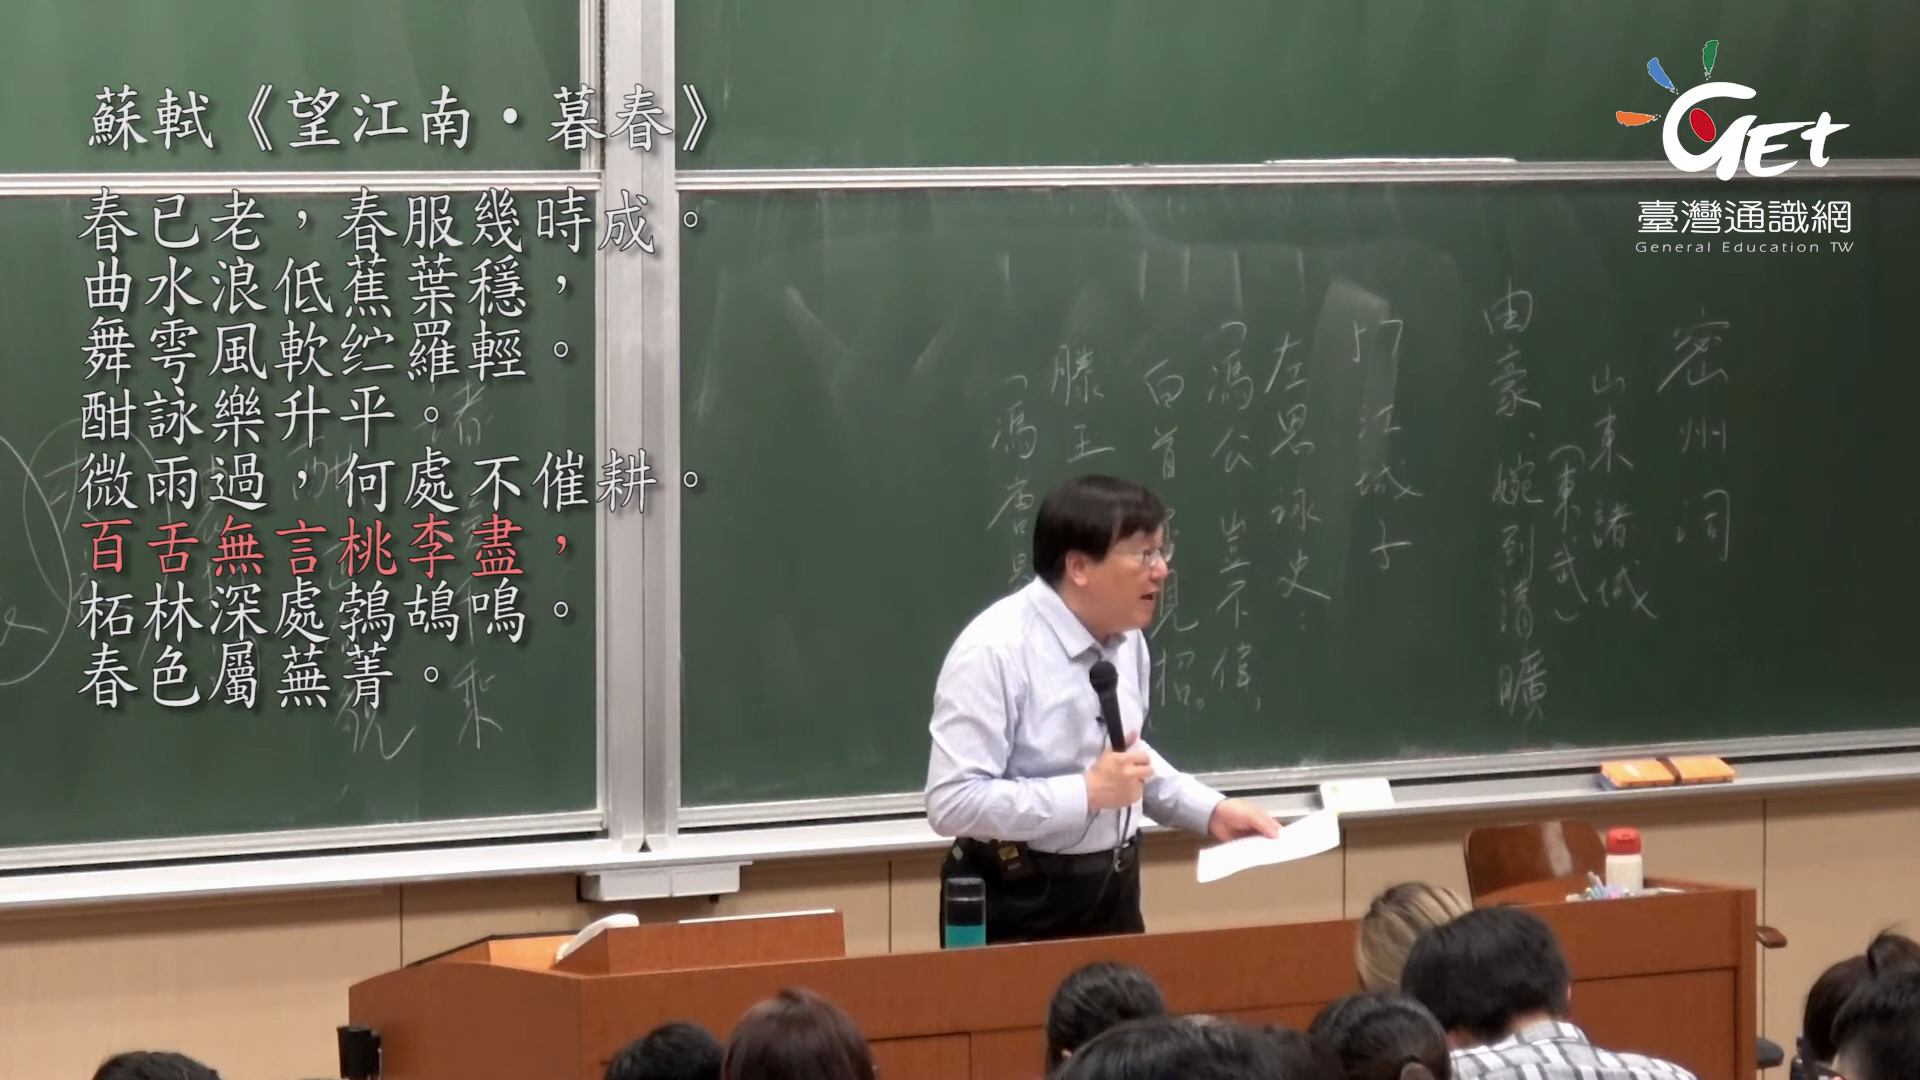 蘇軾《望江南·暮春》
春已老，春服幾時成。
曲水浪低蕉葉穩，
舞雩風軟纻羅輕。
酣詠樂升平。
微雨過，何處不催耕。
百舌無言桃李盡，
柘林深處鵓鴣鳴。
春色屬蕪菁。
GET
臺灣通識網
General Education TW
密州詞
山東諸城
（東武）
由豪、婉到清曠
江城子
左思詠史：
「馮公豈不偉，
白首 見招。
滕王
「馮唐